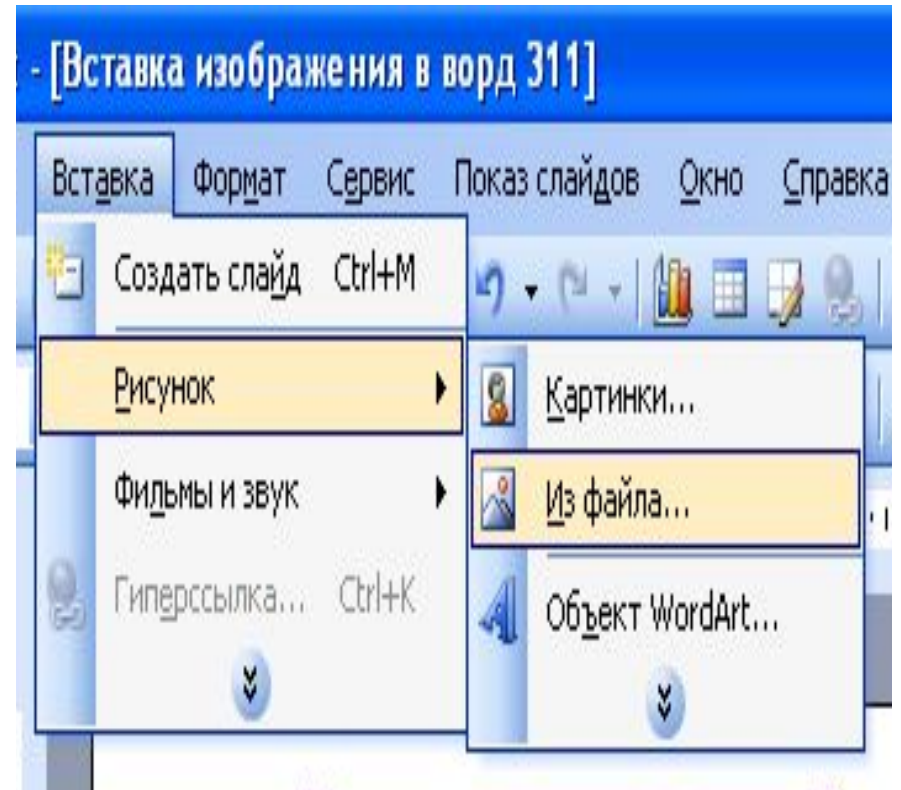 - [Вставка изображения в ворд 311]
Вставка Формат Сервис Показ слайдов Окно Справка
Создать слайд Ctrl+M
Рисунок
Картинки...
Из файла...
Фильмы и звук
Гиперссылка... Ctrl+K
Объект WordArt...